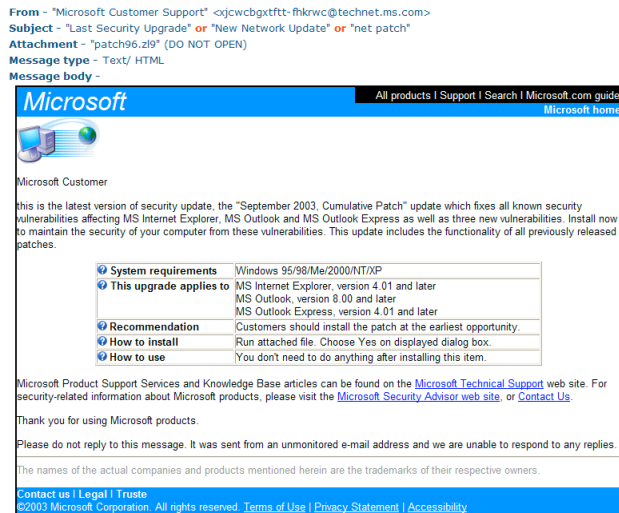 From - "Microsoft Customer Support" <xjcwcbgxtftt-fhkrwc@technet.ms.com>
Subject - "Last Security Upgrade" or "New Network Update" or "net patch"
Attachment - "patch96.zl9" (DO NOT OPEN)
Message type - Text/ HTML
Message body -
Microsoft
All products I Support I Search I Microsoft.com guide
Microsoft home
Microsoft Customer
this is the latest version of security update, the "September 2003, Cumulative Patch" update which fixes all known security
vulnerabilities affecting MS Internet Explorer, MS Outlook and MS Outlook Express as well as three new vulnerabilities. Install now
to maintain the security of your computer from these vulnerabilities. This update includes the functionality of all previously released
patches.
System requirements Windows 95/98/Me/2000/NT/XP
This upgrade applies to MS Internet Explorer, version 4.01 and later
MS Outlook, version 8.00 and later
MS Outlook Express, version 4.01 and later
Recommendation Customers should install the patch at the earliest opportunity.
How to install Run attached file. Choose Yes on displayed dialog box.
How to use You don't need to do anything after installing this item.
Microsoft Product Support Services and Knowledge Base articles can be found on the Microsoft Technical Support web site. For
security-related information about Microsoft products, please visit the Microsoft Security Advisor web site, or Contact Us.
Thank you for using Microsoft products.
Please do not reply to this message. It was sent from an unmonitored e-mail address and we are unable to respond to any replies.
The names of the actual companies and products mentioned herein are the trademarks of their respective owners.
Contact us I Legal I Truste
©2003 Microsoft Corporation. All rights reserved. Terms of Use | Privacy Statement | Accessibility